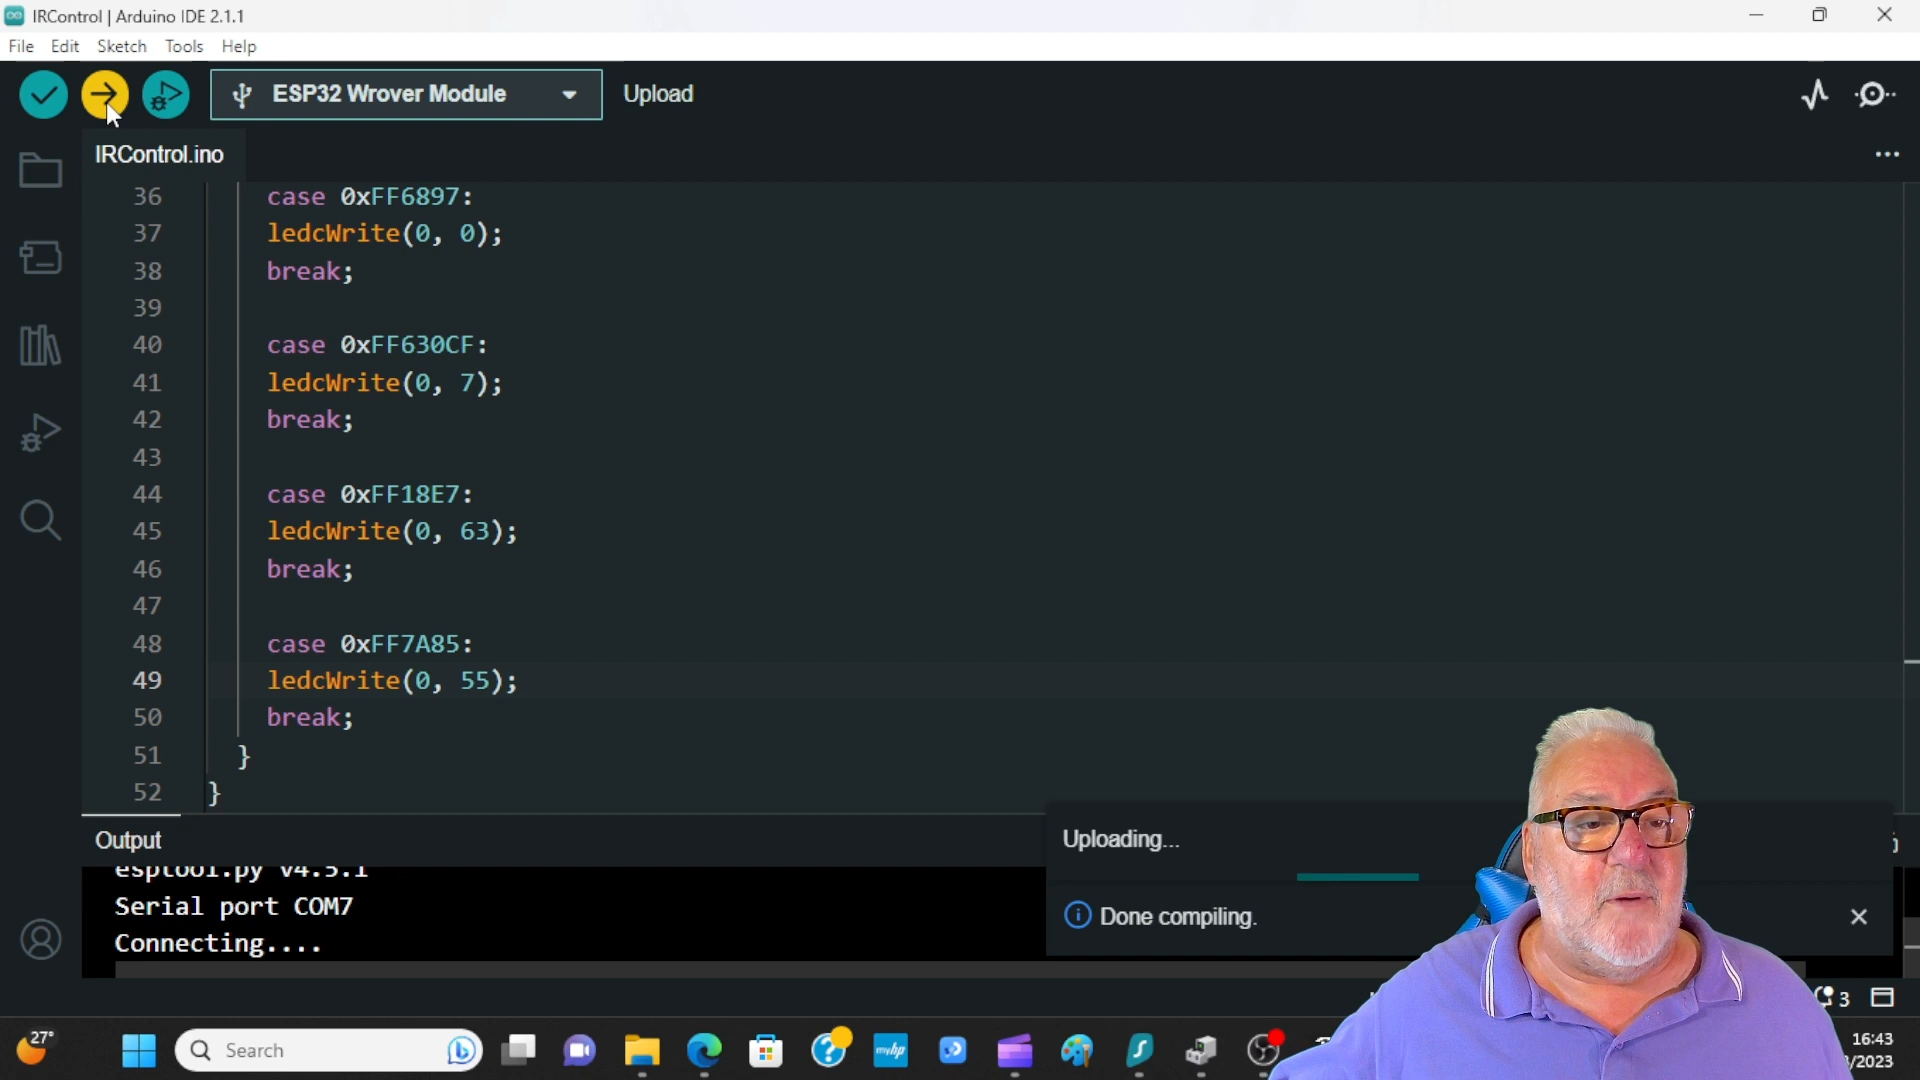 IRControl | Arduino IDE 2.1.1
File Edit Sketch Tools Help
ESP32 Wrover Module Upload
IRControl.ino
36 case 0xFF6897:
37 ledcWrite(0, 0);
38 break;
39
40 case 0xFF630CF:
41 ledcWrite(0, 7);
42 break;
43
44 case 0xFF18E7:
45 ledcWrite(0, 63);
46 break;
47
48 case 0xFF7A85:
49 ledcWrite(0, 55);
50 break;
51 }
52 }
Output
esptool.py v4.5.1
Serial port COM7
Connecting....
Uploading...
Done compiling.
3
27°
Search
myhp
16:43
/2023